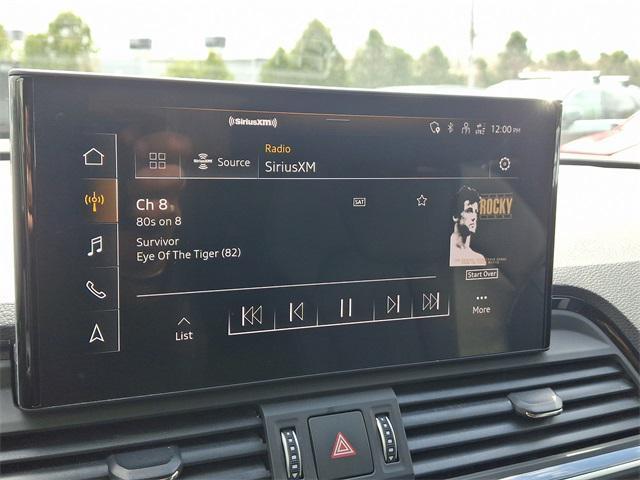 ((SiriusXM))
12:00 PM
Source
Radio
SiriusXM
Ch 8
80s on 8
SAT
Survivor
Eye Of The Tiger (82)
ROCKY
Start Over
List
More